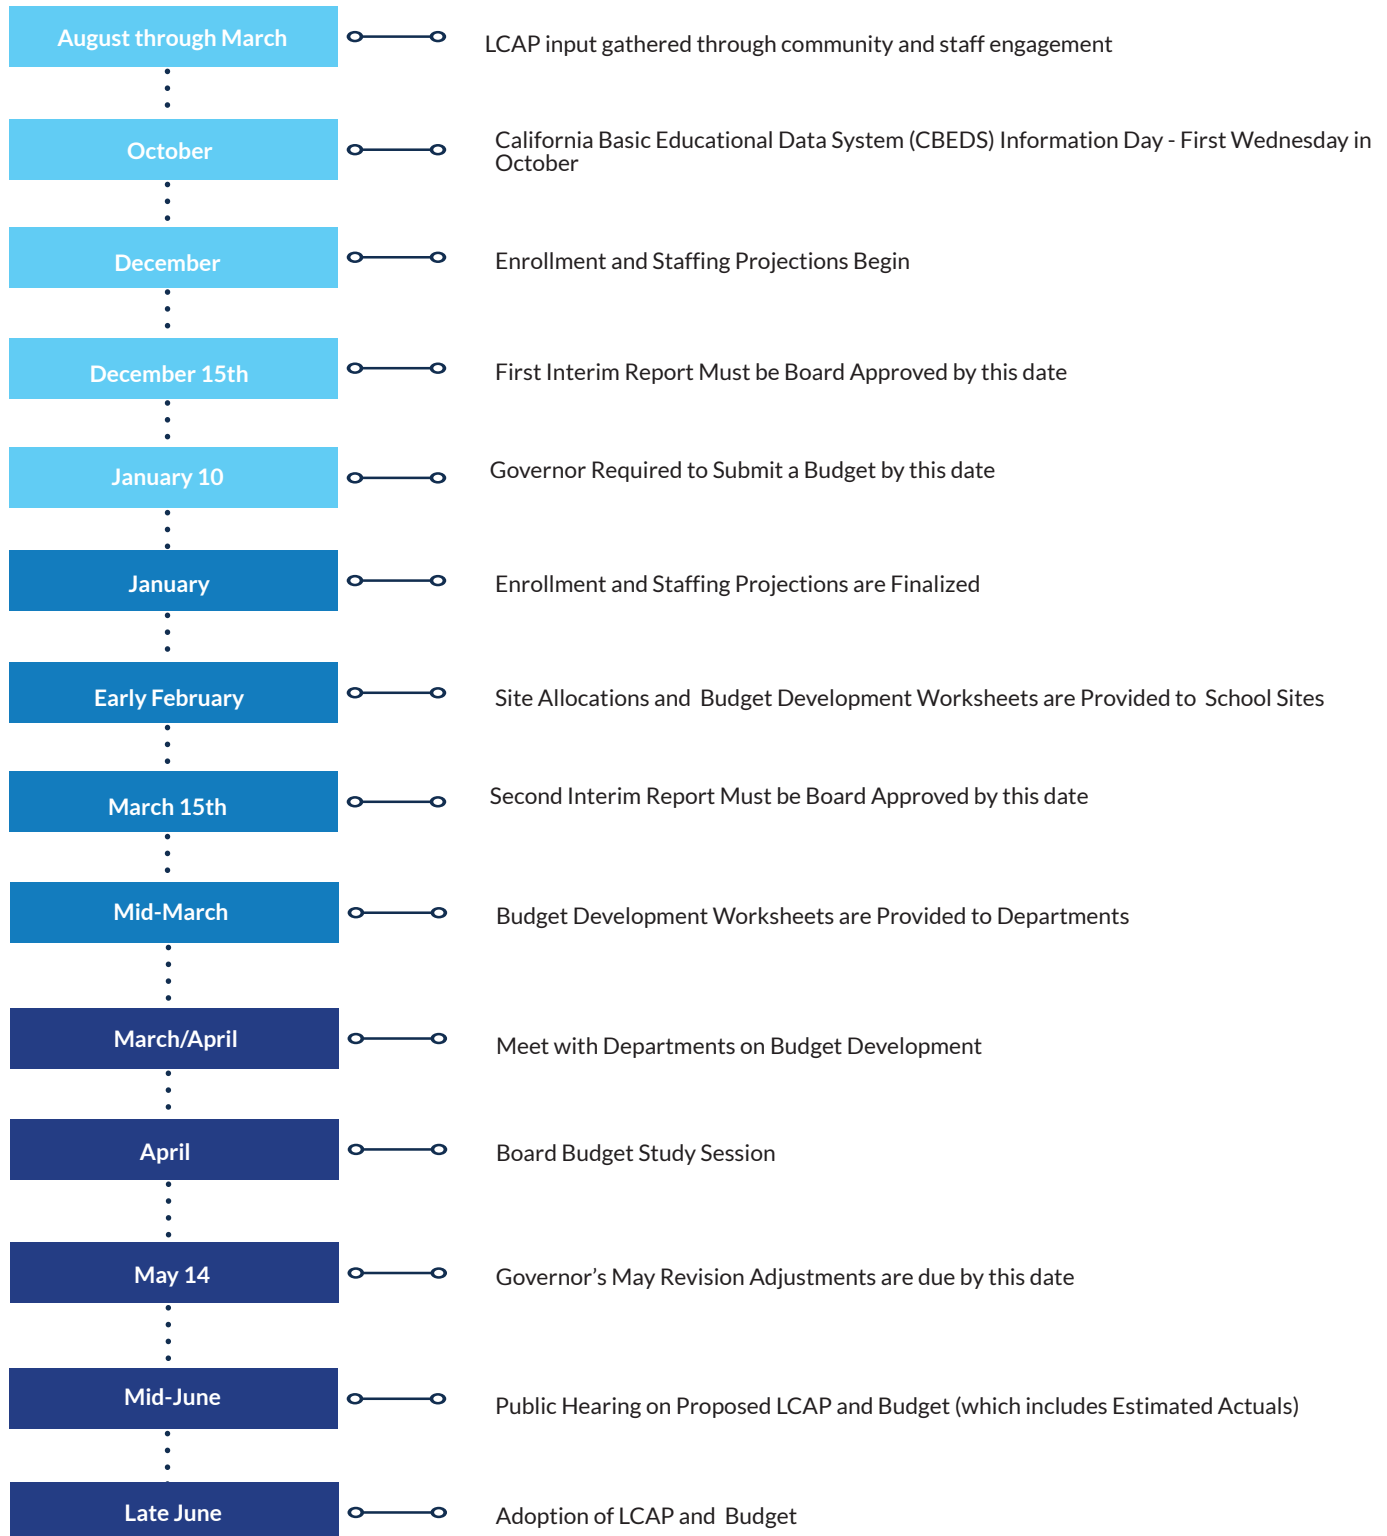 August through March
LCAP input gathered through community and staff engagement
October
California Basic Educational Data System (CBEDS) Information Day - First Wednesday in
October
December
Enrollment and Staffing Projections Begin
December 15th
First Interim Report Must be Board Approved by this date
January 10
Governor Required to Submit a Budget by this date
January
Enrollment and Staffing Projections are Finalized
Early February
Site Allocations and Budget Development Worksheets are Provided to School Sites
March 15th
Second Interim Report Must be Board Approved by this date
Mid-March
Budget Development Worksheets are Provided to Departments
March/April
Meet with Departments on Budget Development
April
Board Budget Study Session
May 14
Governor’s May Revision Adjustments are due by this date
Mid-June
Public Hearing on Proposed LCAP and Budget (which includes Estimated Actuals)
Late June
Adoption of LCAP and Budget